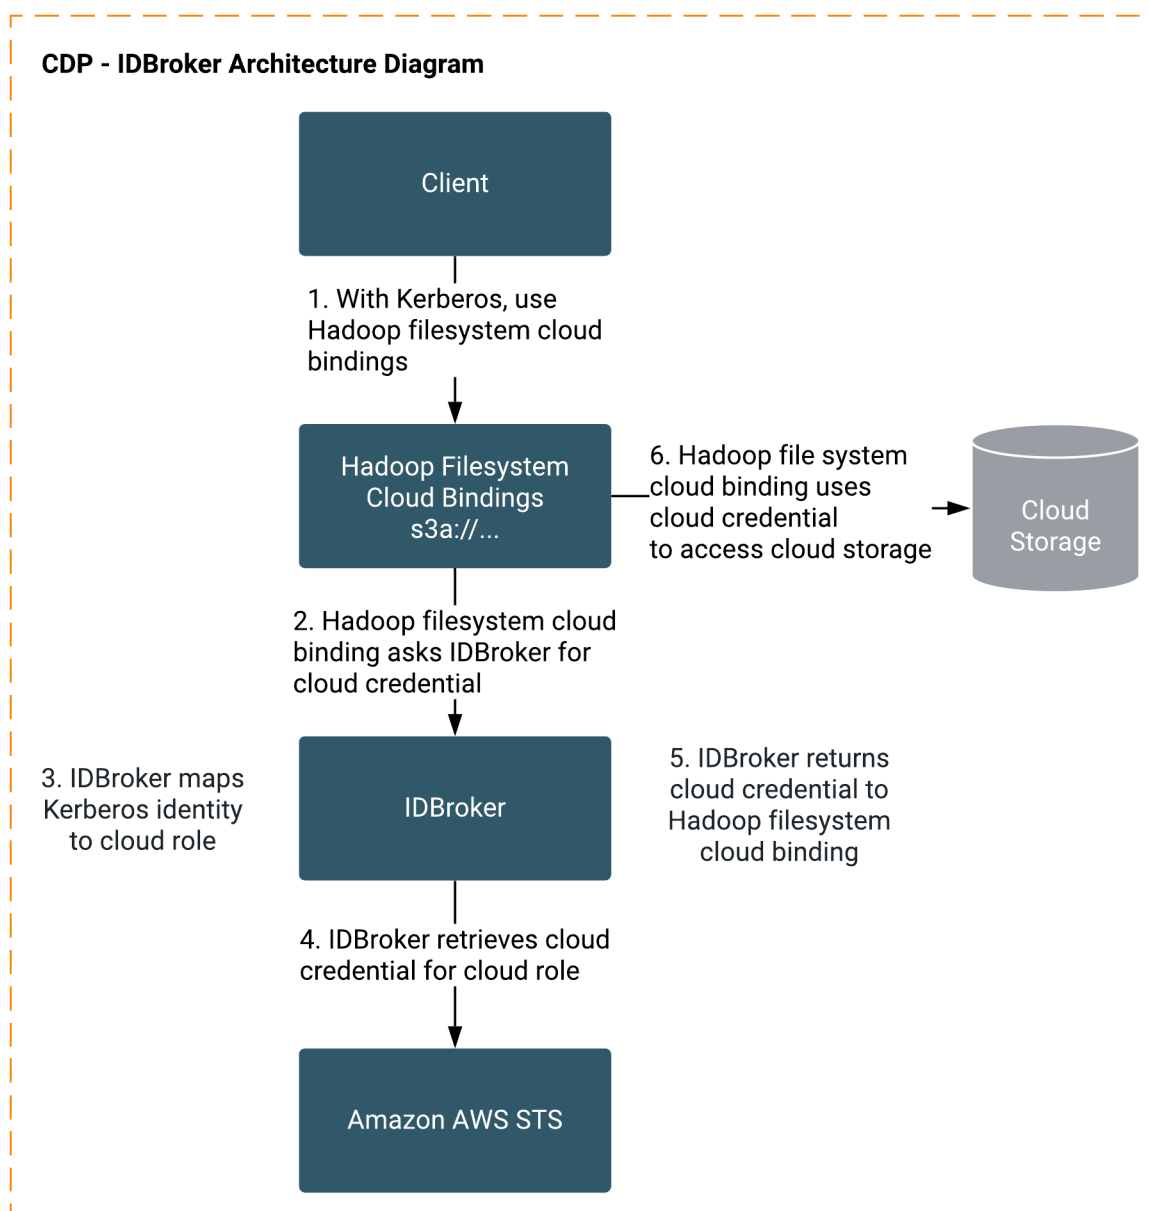 CDP - IDBroker Architecture Diagram
Client
1. With Kerberos, use
Hadoop filesystem cloud
bindings
Hadoop Filesystem
Cloud Bindings
s3a://...
6. Hadoop file system
cloud binding uses
cloud credential
to access cloud storage
Cloud
Storage
2. Hadoop filesystem cloud
binding asks IDBroker for
cloud credential
3. IDBroker maps
Kerberos identity
to cloud role
IDBroker
5. IDBroker returns
cloud credential to
Hadoop filesystem
cloud binding
4. IDBroker retrieves cloud
credential for cloud role
Amazon AWS STS